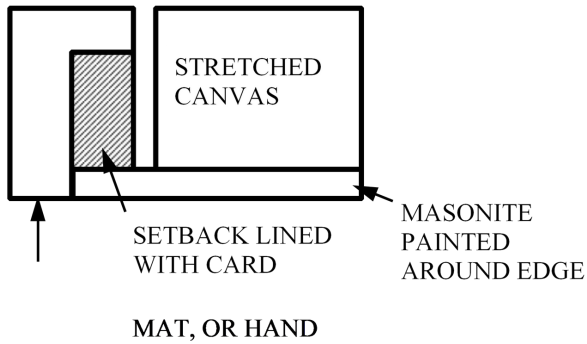 STRETCHED
CANVAS
SETBACK LINED
WITH CARD
MASONITE
PAINTED
AROUND EDGE
MAT, OR HAND